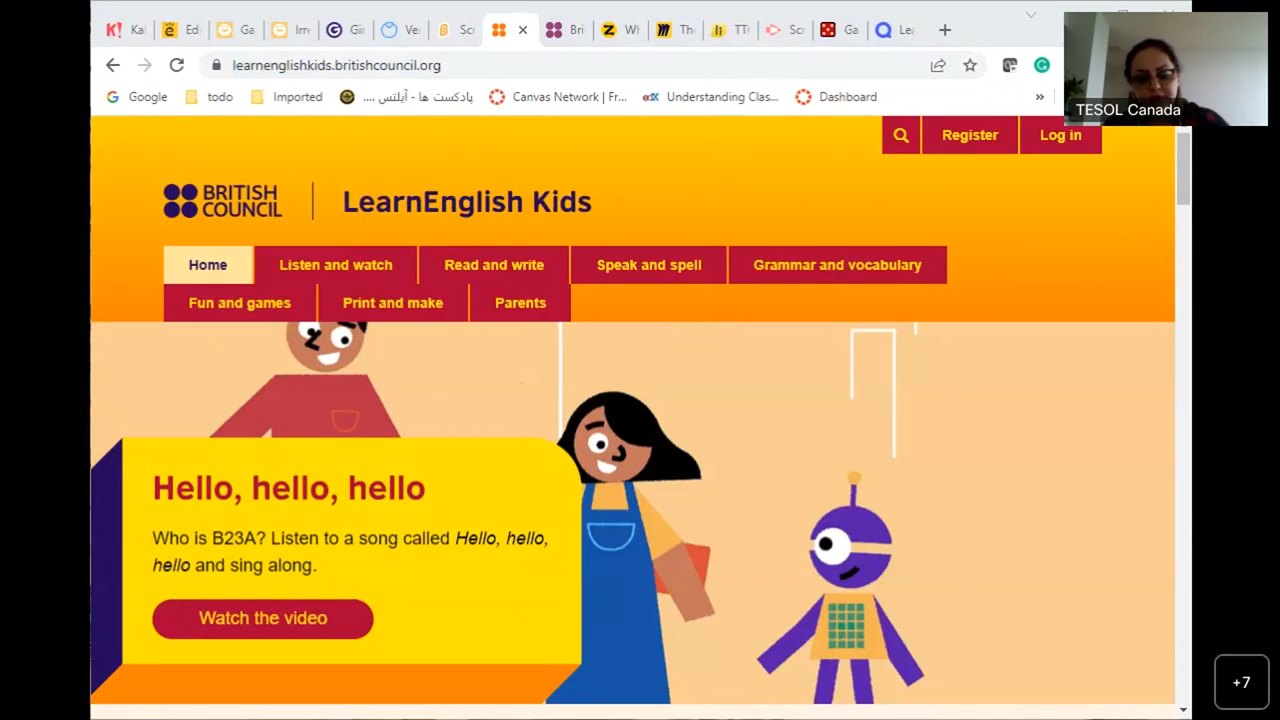 Ka
Ed
Ga
Im
Gi
Ve
Sc
Bri
Wh
The
TT
Sc
Ga
Le
learnenglishkids.britishcouncil.org
Google
todo
Imported
پادکست ها - آیلتس ....
Canvas Network | Fr...
Understanding Clas...
Dashboard
»
TESOL Canada
Register
Log in
BRITISH
COUNCIL
LearnEnglish Kids
Home
Listen and watch
Read and write
Speak and spell
Grammar and vocabulary
Fun and games
Print and make
Parents
Hello, hello, hello
Who is B23A? Listen to a song called Hello, hello,
hello and sing along.
Watch the video
+7